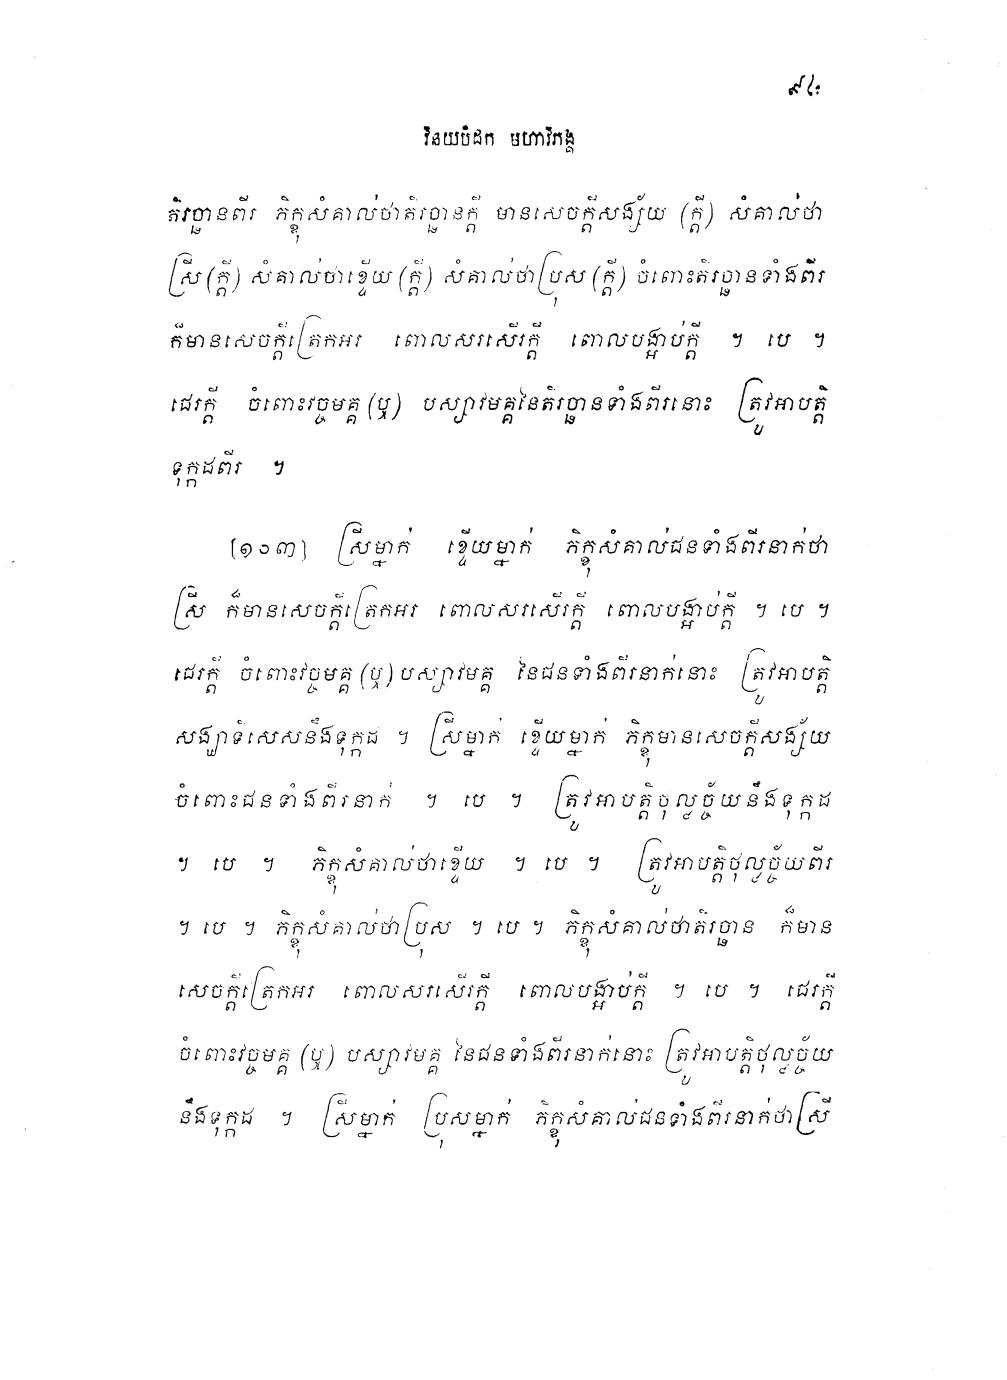 វិនយបិដក មហាវិភង្គ
តិរច្ឆានពីរ ភិក្ខុសំគាល់ថាតិរច្ឆានក្តី មានសេចក្តីសង្ស័យ (ក្តី) សំគាល់ថា
ស្រី (ក្តី) សំគាល់ថាខ្ទើយ (ក្តី) សំគាល់ថាប្រុស (ក្តី) ចំពោះតិរច្ឆានទាំងពីរ
ក៏មានសេចក្តីត្រេកអរ ពោលសរសើរក្តី ពោលបង្អាប់ក្តី ។ បេ ។
ជេរក្តី ចំពោះវច្ចមគ្គ (ឬ) បស្សាវមគ្គនៃតិរច្ឆានទាំងពីរនោះ ត្រូវអាបត្តិ
ទុក្កដពីរ ។
[១០៣] ស្រីម្នាក់ ខ្ទើយម្នាក់ ភិក្ខុសំគាល់ជនទាំងពីរនាក់ថា
ស្រី ក៏មានសេចក្តីត្រេកអរ ពោលសរសើរក្តី ពោលបង្អាប់ក្តី ។ បេ ។
ជេរក្តី ចំពោះវច្ចមគ្គ (ឬ) បស្សាវមគ្គ នៃជនទាំងពីរនាក់នោះ ត្រូវអាបត្តិ
សង្ឃាទិសេសនឹងទុក្កដ ។ ស្រីម្នាក់ ខ្ទើយម្នាក់ ភិក្ខុមានសេចក្តីសង្ស័យ
ចំពោះជនទាំងពីរនាក់ ។ បេ ។ ត្រូវអាបត្តិថុល្លច្ច័យនឹងទុក្កដ
។ បេ ។ ភិក្ខុសំគាល់ថាខ្ទើយ ។ បេ ។ ត្រូវអាបត្តិថុល្លច្ច័យពីរ
។ បេ ។ ភិក្ខុសំគាល់ថាប្រុស ។ បេ ។ ភិក្ខុសំគាល់ថាតិរច្ឆាន ក៏មាន
សេចក្តីត្រេកអរ ពោលសរសើរក្តី ពោលបង្អាប់ក្តី ។ បេ ។ ជេរក្តី
ចំពោះវច្ចមគ្គ (ឬ) បស្សាវមគ្គ នៃជនទាំងពីរនាក់នោះ ត្រូវអាបត្តិថុល្លច្ច័យ
នឹងទុក្កដ ។ ស្រីម្នាក់ ប្រុសម្នាក់ ភិក្ខុសំគាល់ជនទាំងពីរនាក់ថាស្រី